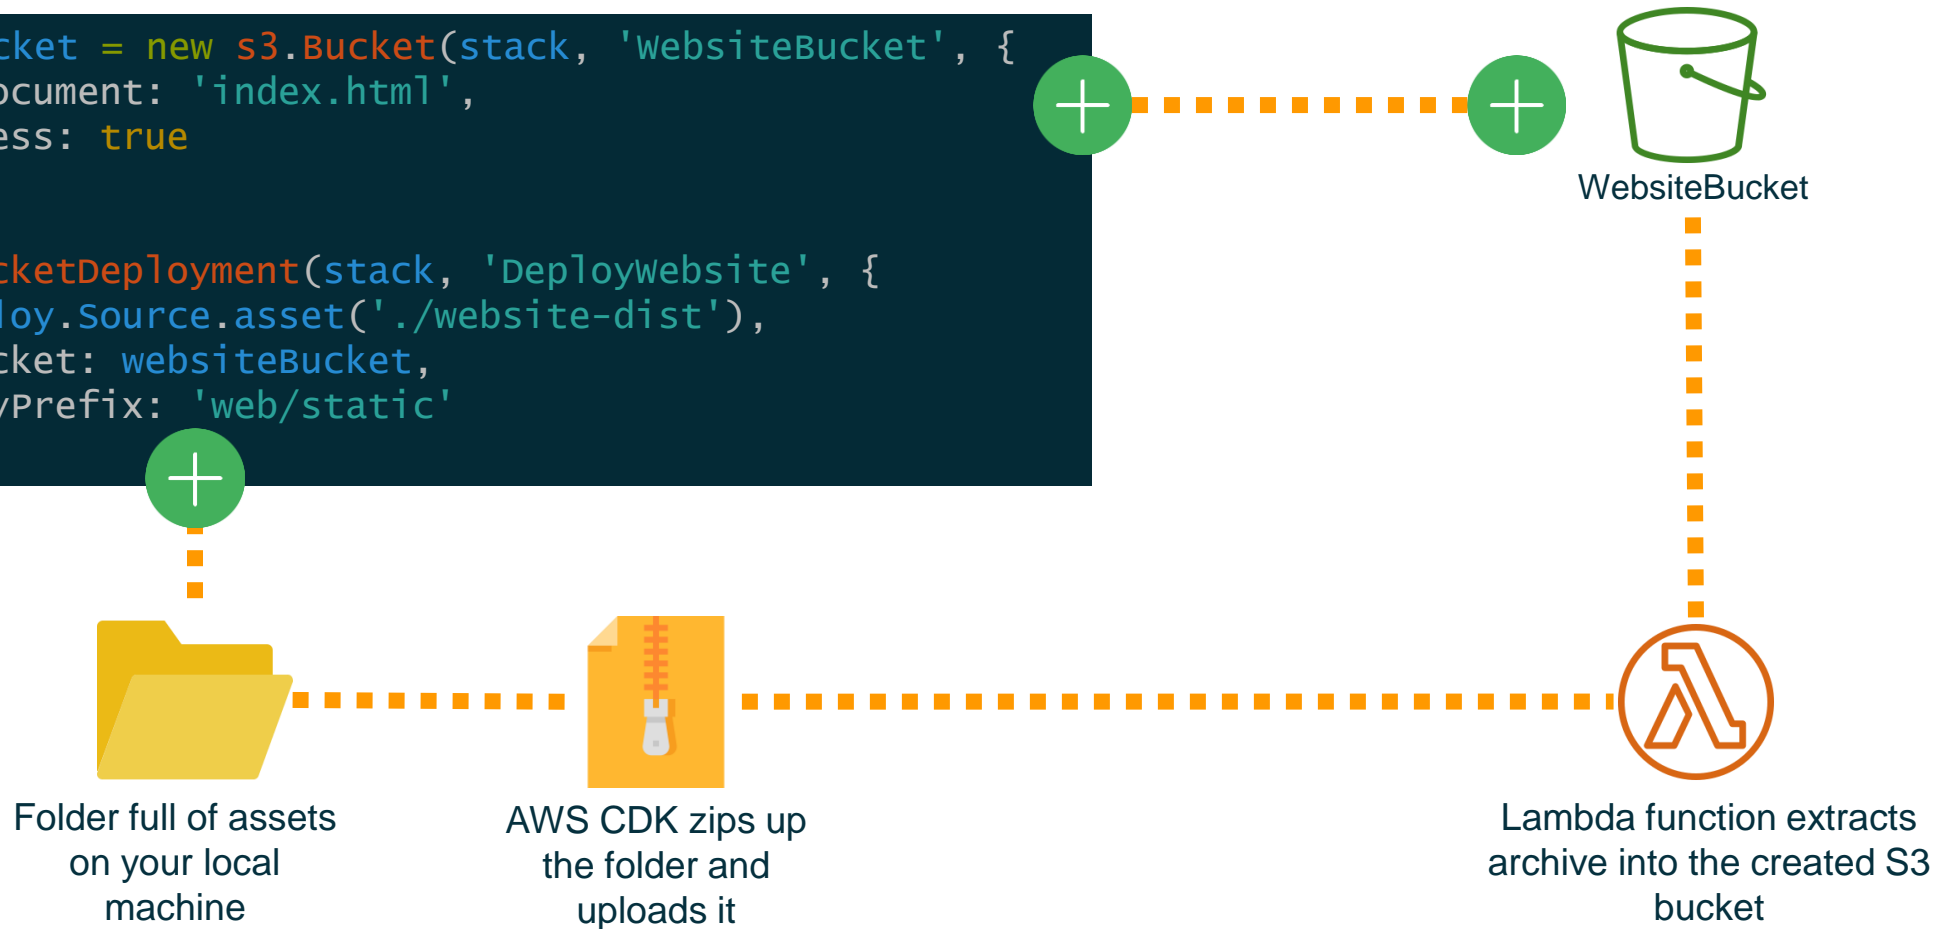 cket = new s3.Bucket(stack, 'WebsiteBucket', {
ocument: 'index.html',
ess: true
cketDeployment(stack, 'DeployWebsite', {
loy.Source.asset('./website-dist'),
cket: websiteBucket,
yPrefix: 'web/static'
WebsiteBucket
Folder full of assets
on your local
machine
AWS CDK zips up
the folder and
uploads it
Lambda function extracts
archive into the created S3
bucket